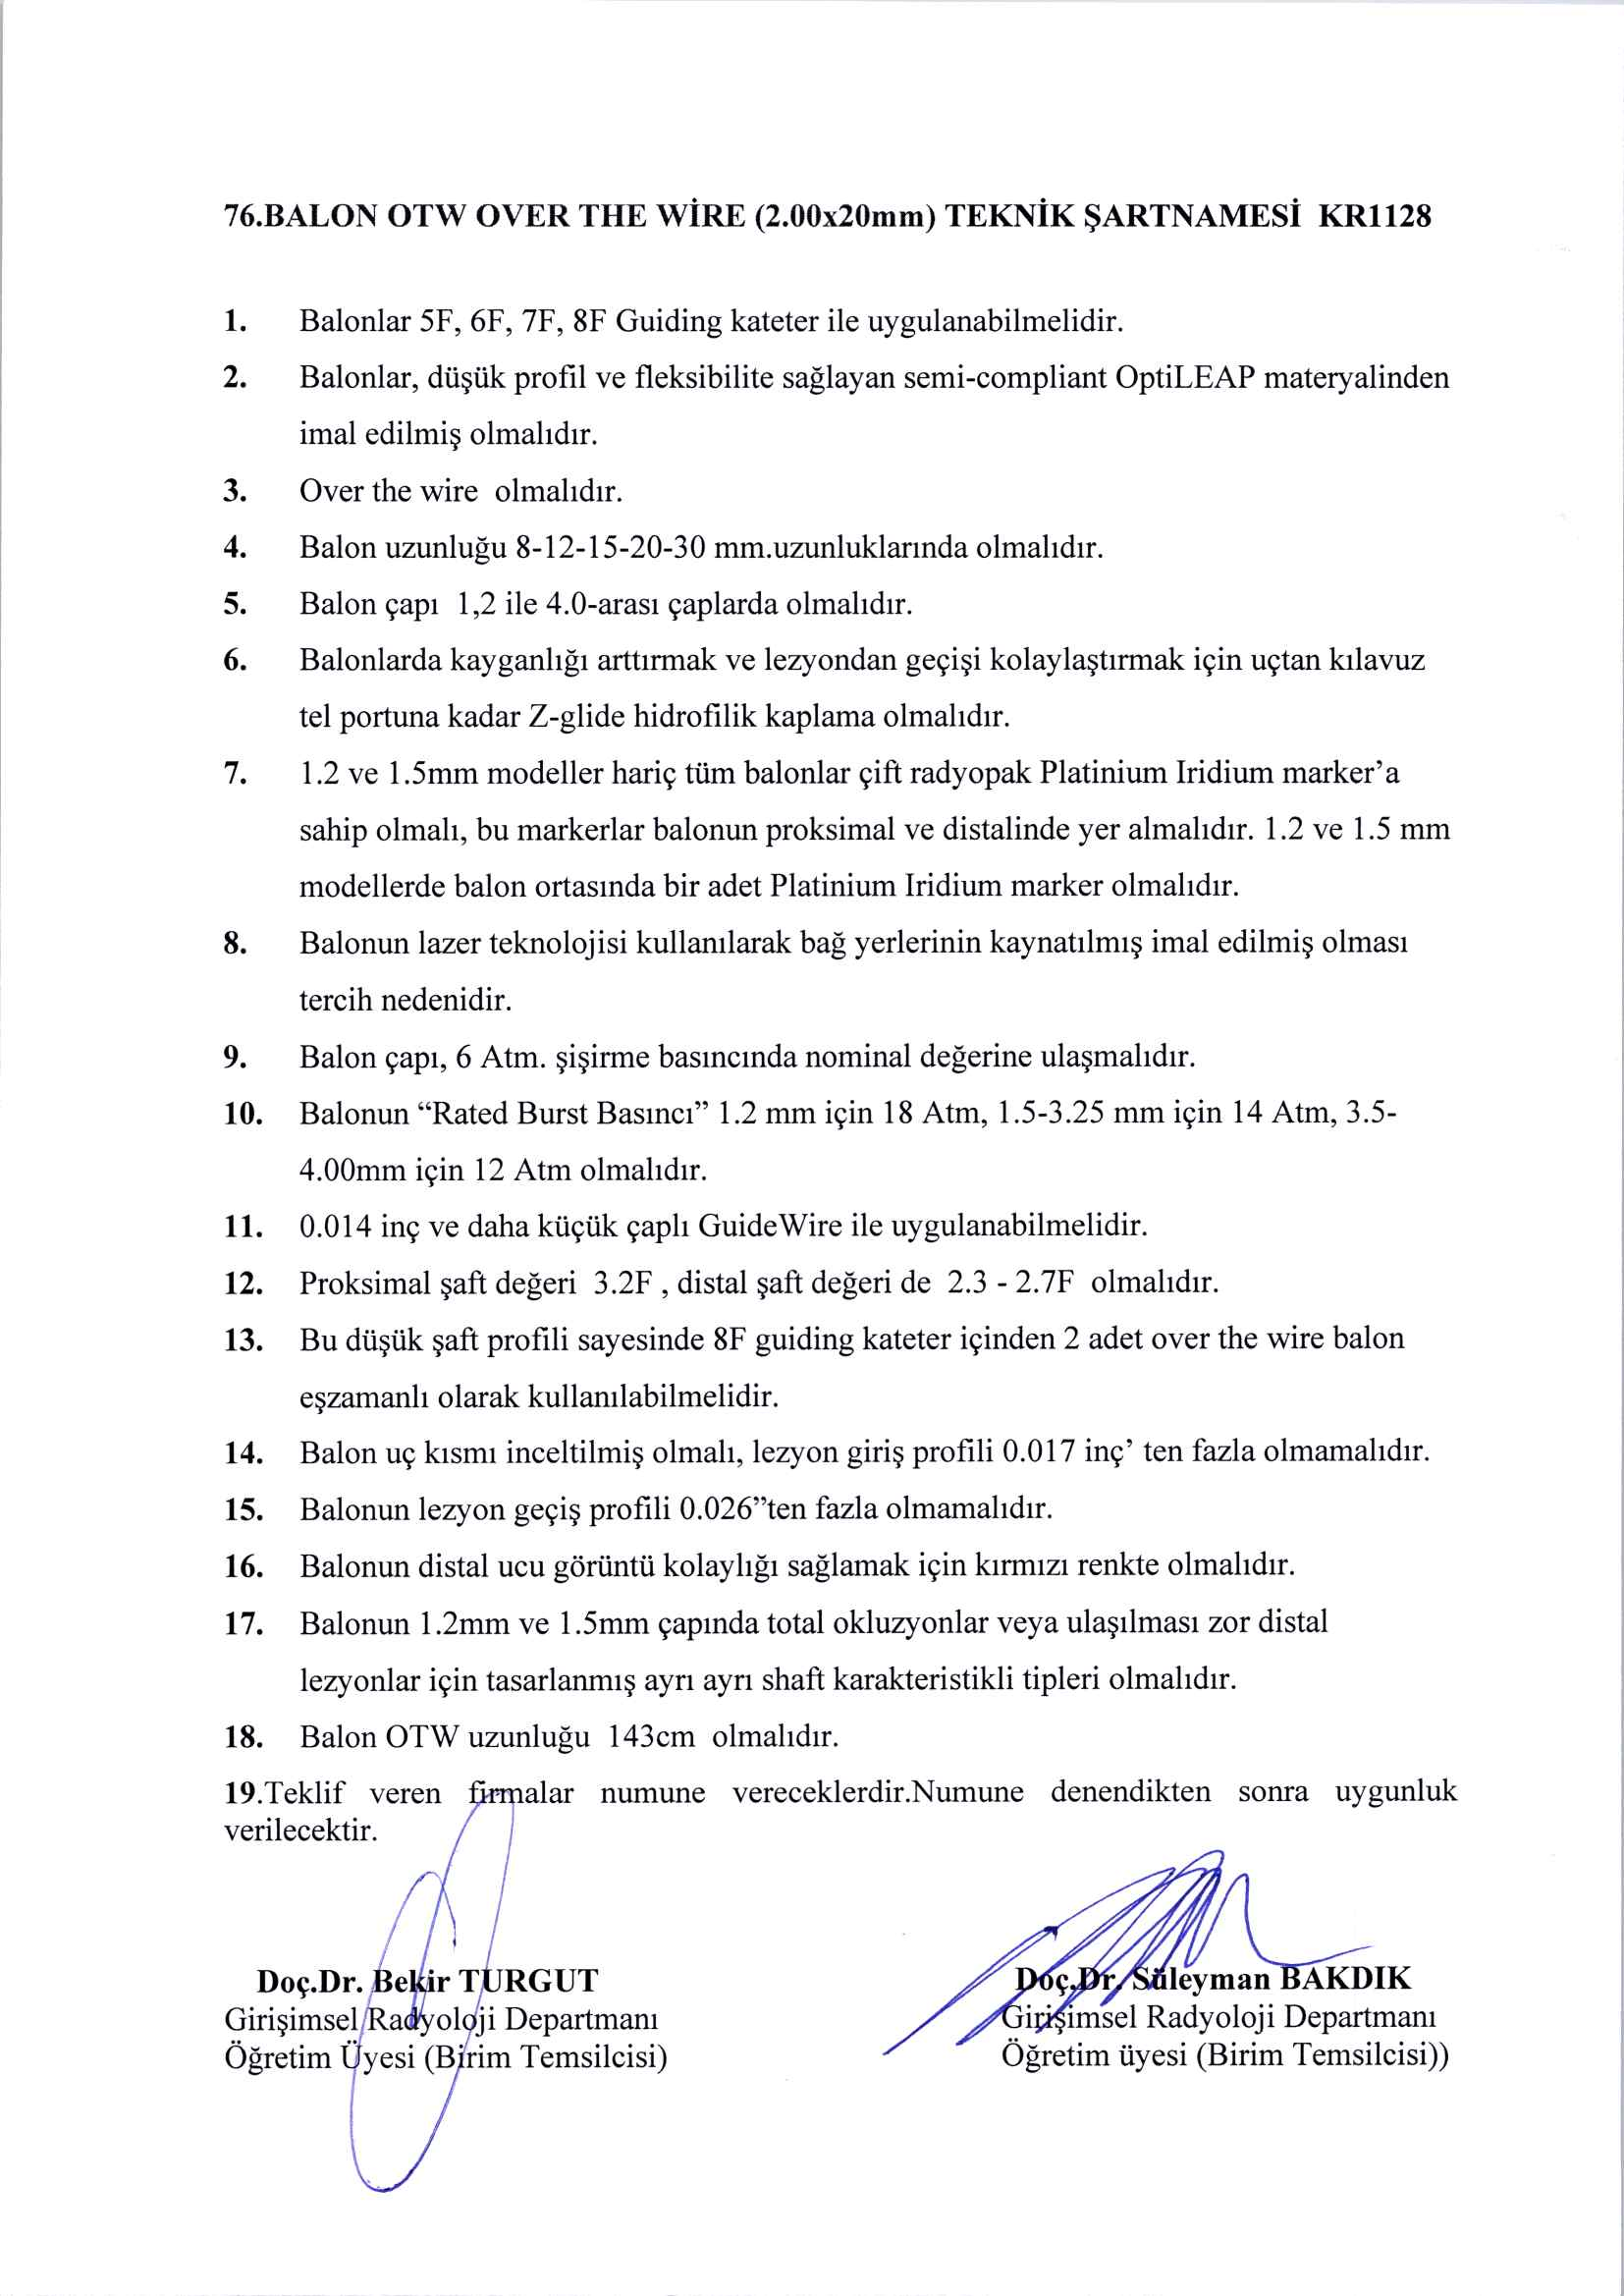 76.BALON OTW OVER THE WİRE (2.00x20mm) TEKNİK ŞARTNAMESİ KR1128
1. Balonlar 5F, 6F, 7F, 8F Guiding kateter ile uygulanabilmelidir.
2. Balonlar, düşük profil ve fleksibilite sağlayan semi-compliant OptiLEAP materyalinden
imal edilmiş olmalıdır.
3. Over the wire olmalıdır.
4. Balon uzunluğu 8-12-15-20-30 mm.uzunluklarında olmalıdır.
5. Balon çapı 1,2 ile 4.0-arası çaplarda olmalıdır.
6. Balonlarda kayganlığı arttırmak ve lezyondan geçişi kolaylaştırmak için uçtan kılavuz
tel portuna kadar Z-glide hidrofilik kaplama olmalıdır.
7. 1.2 ve 1.5mm modeller hariç tüm balonlar çift radyopak Platinium Iridium marker’a
sahip olmalı, bu markerlar balonun proksimal ve distalinde yer almalıdır. 1.2 ve 1.5 mm
modellerde balon ortasında bir adet Platinium Iridium marker olmalıdır.
8. Balonun lazer teknolojisi kullanılarak bağ yerlerinin kaynatılmış imal edilmiş olması
tercih nedenidir.
9. Balon çapı, 6 Atm. şişirme basıncında nominal değerine ulaşmalıdır.
10. Balonun “Rated Burst Basıncı” 1.2 mm için 18 Atm, 1.5-3.25 mm için 14 Atm, 3.5-
4.00mm için 12 Atm olmalıdır.
11. 0.014 inç ve daha küçük çaplı GuideWire ile uygulanabilmelidir.
12. Proksimal şaft değeri 3.2F , distal şaft değeri de 2.3 - 2.7F olmalıdır.
13. Bu düşük şaft profili sayesinde 8F guiding kateter içinden 2 adet over the wire balon
eşzamanlı olarak kullanılabilmelidir.
14. Balon uç kısmı inceltilmiş olmalı, lezyon giriş profili 0.017 inç’ ten fazla olmamalıdır.
15. Balonun lezyon geçiş profili 0.026”ten fazla olmamalıdır.
16. Balonun distal ucu görüntü kolaylığı sağlamak için kırmızı renkte olmalıdır.
17. Balonun 1.2mm ve 1.5mm çapında total okluzyonlar veya ulaşılması zor distal
lezyonlar için tasarlanmış ayrı ayrı shaft karakteristikli tipleri olmalıdır.
18. Balon OTW uzunluğu 143cm olmalıdır.
19.Teklif veren firmalar numune vereceklerdir.Numune denendikten sonra uygunluk
verilecektir.
Doç.Dr. Bekir TURGUT
Girişimsel Radyoloji Departmanı
Öğretim Üyesi (Birim Temsilcisi)
Doç.Dr. Süleyman BAKDIK
Girişimsel Radyoloji Departmanı
Öğretim üyesi (Birim Temsilcisi))